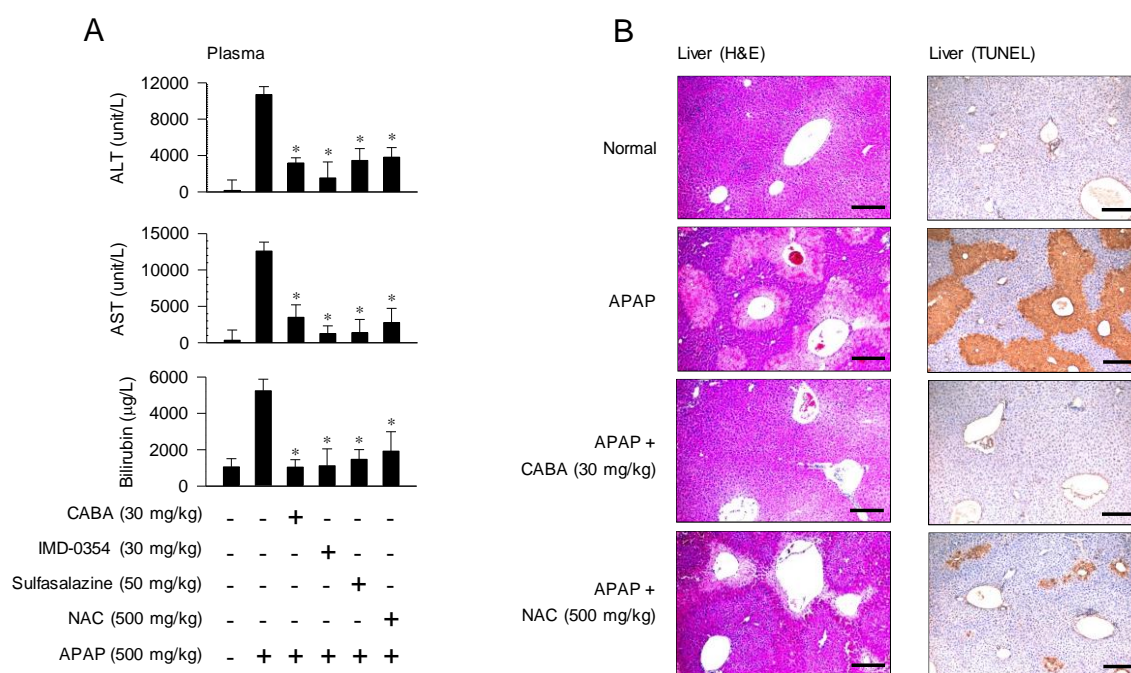 A
Plasma
12000
8000
4000
0
ALT (unit/L)
* * * *
15000
10000
5000
0
AST (unit/L)
* * * *
6000
4000
2000
0
Bilirubin (μg/L)
* * * *
CABA (30 mg/kg) - - + - - -
IMD-0354 (30 mg/kg) - - - + - -
Sulfasalazine (50 mg/kg) - - - - + -
NAC (500 mg/kg) - - - - - +
APAP (500 mg/kg) - + + + + +
B
Liver (H&E) Liver (TUNEL)
Normal
APAP
APAP +
CABA (30 mg/kg)
APAP +
NAC (500 mg/kg)